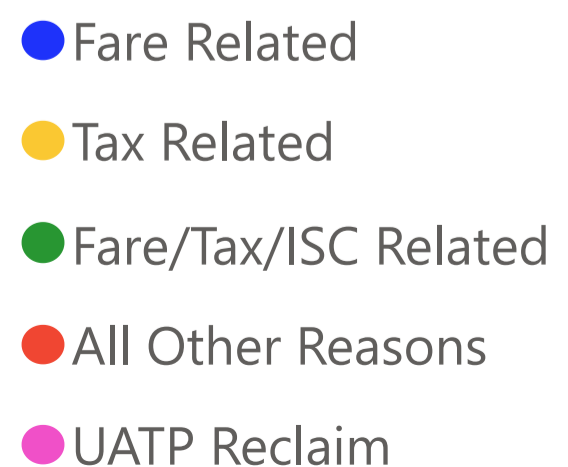 Fare Related
Tax Related
Fare/Tax/ISC Related
All Other Reasons
UATP Reclaim